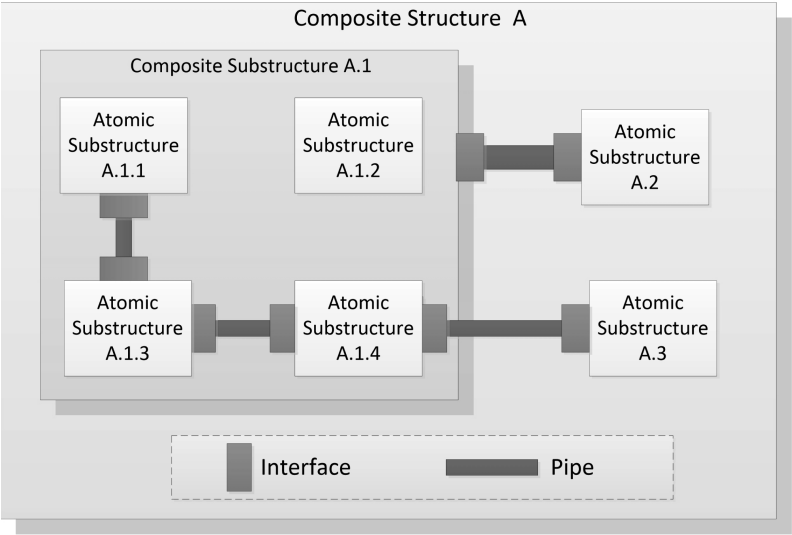 Composite Structure A
Composite Substructure A.1
Atomic
Substructure
A.1.1
Atomic
Substructure
A.1.2
Atomic
Substructure
A.2
Atomic
Substructure
A.1.3
Atomic
Substructure
A.1.4
Atomic
Substructure
A.3
Interface
Pipe